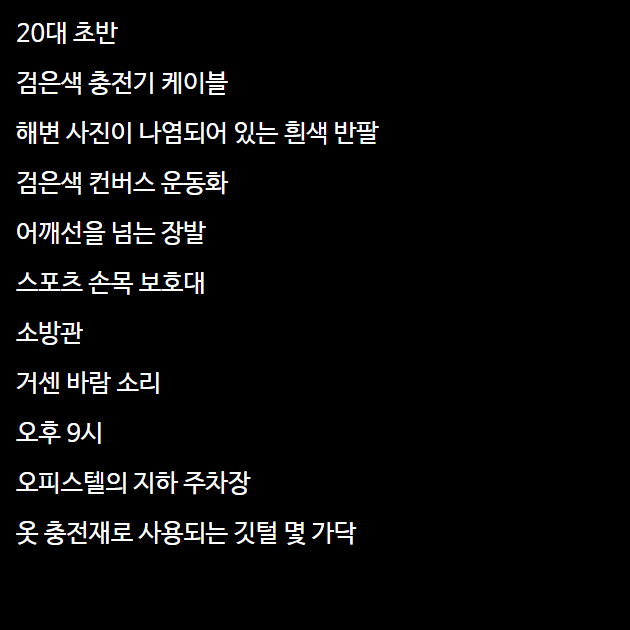 20대 초반
검은색 충전기 케이블
해변 사진이 나염되어 있는 흰색 반팔
검은색 컨버스 운동화
어깨선을 넘는 장발
스포츠 손목 보호대
소방관
거센 바람 소리
오후 9시
오피스텔의 지하 주차장
옷 충전재로 사용되는 깃털 몇 가닥